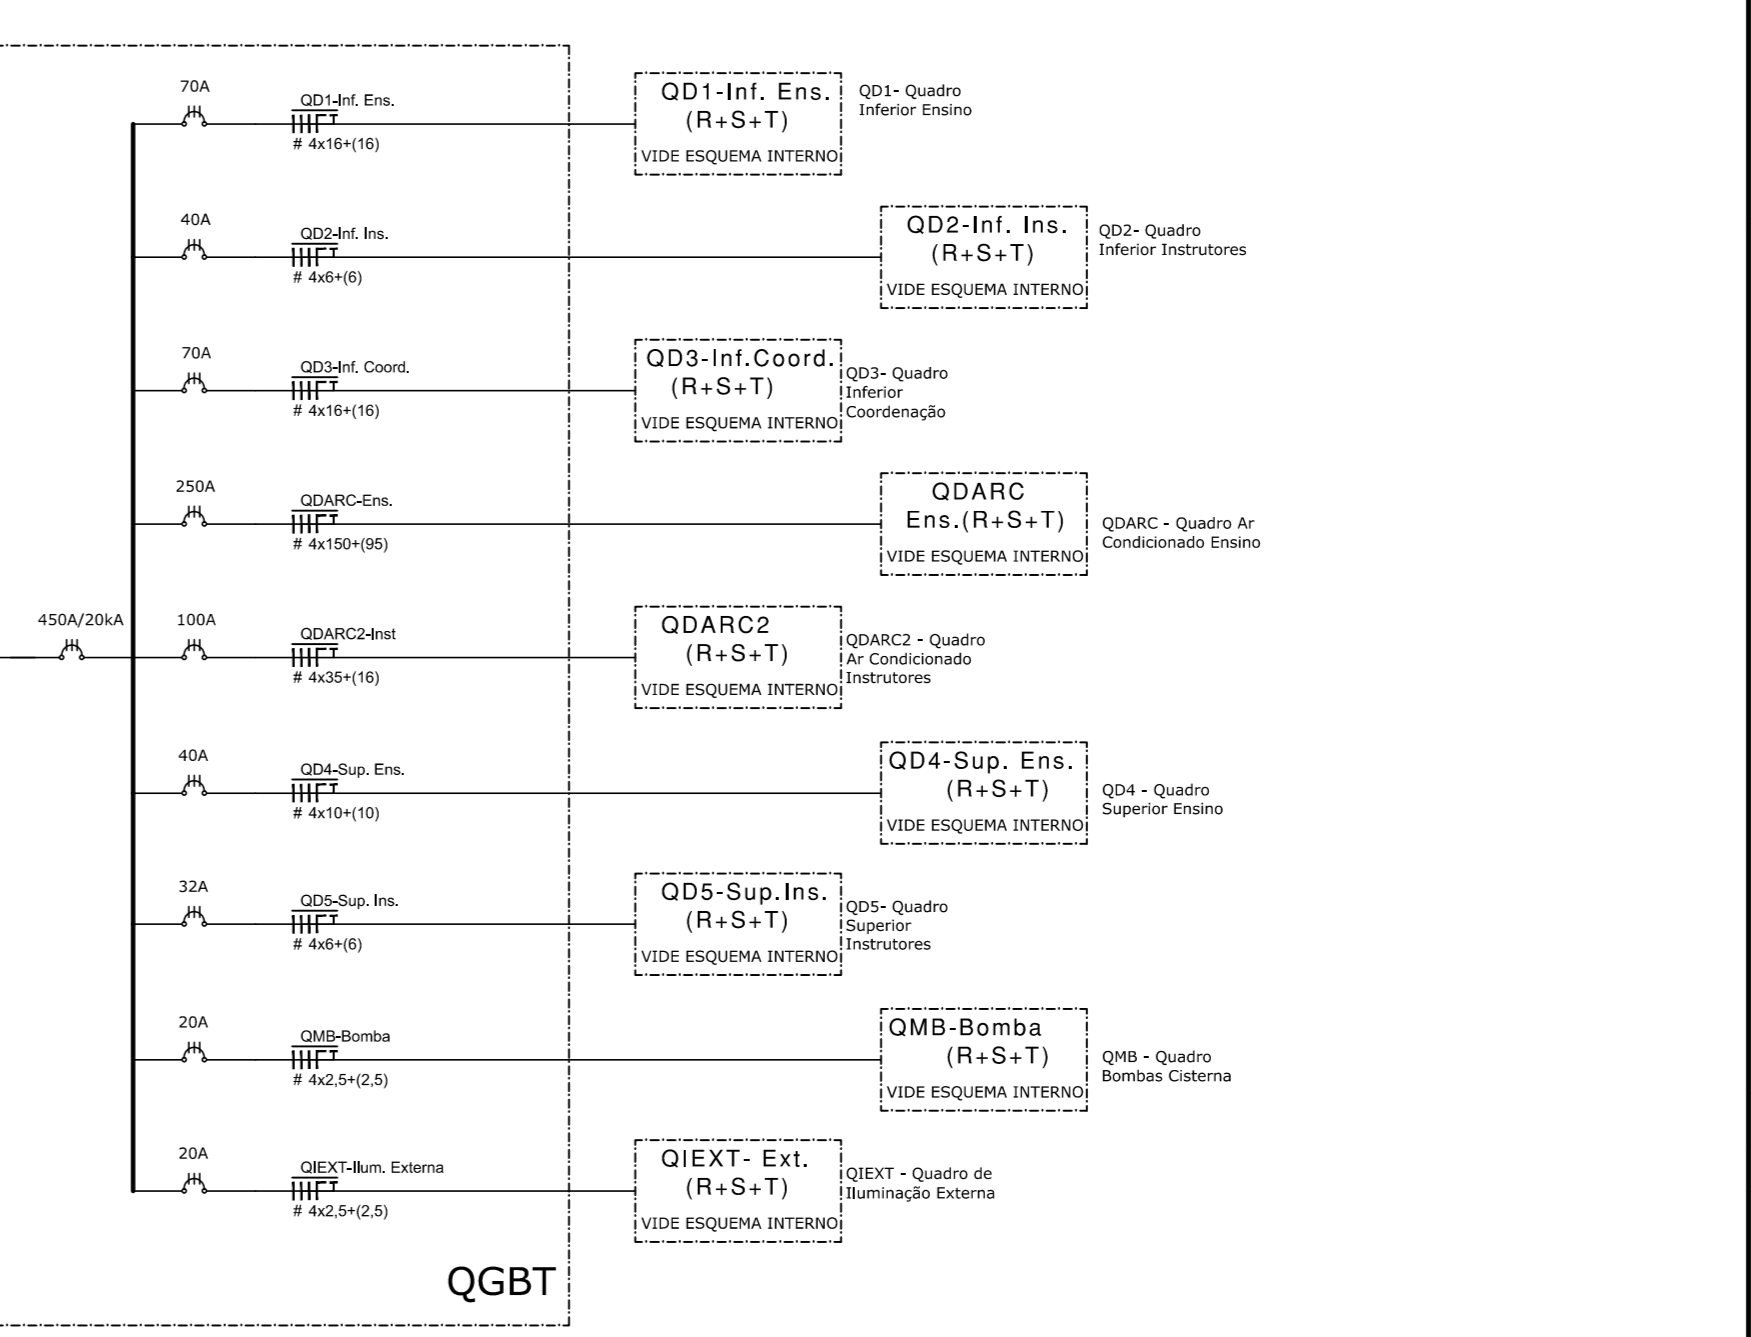 70A
QD1-Inf. Ens.
# 4x16+(16)
QD1-Inf. Ens.
(R+S+T)
VIDE ESQUEMA INTERNO
QD1- Quadro
Inferior Ensino
40A
QD2-Inf. Ins.
# 4x6+(6)
QD2-Inf. Ins.
(R+S+T)
VIDE ESQUEMA INTERNO
QD2- Quadro
Inferior Instrutores
70A
QD3-Inf. Coord.
# 4x16+(16)
QD3-Inf.Coord.
(R+S+T)
VIDE ESQUEMA INTERNO
QD3- Quadro
Inferior
Coordenação
250A
QDARC-Ens.
# 4x150+(95)
QDARC
Ens.(R+S+T)
VIDE ESQUEMA INTERNO
QDARC - Quadro Ar
Condicionado Ensino
450A/20kA
100A
QDARC2-Inst
# 4x35+(16)
QDARC2
(R+S+T)
VIDE ESQUEMA INTERNO
QDARC2 - Quadro
Ar Condicionado
Instrutores
40A
QD4-Sup. Ens.
# 4x10+(10)
QD4-Sup. Ens.
(R+S+T)
VIDE ESQUEMA INTERNO
QD4 - Quadro
Superior Ensino
32A
QD5-Sup. Ins.
# 4x6+(6)
QD5-Sup.Ins.
(R+S+T)
VIDE ESQUEMA INTERNO
QD5- Quadro
Superior
Instrutores
20A
QMB-Bomba
# 4x2,5+(2,5)
QMB-Bomba
(R+S+T)
VIDE ESQUEMA INTERNO
QMB - Quadro
Bombas Cisterna
20A
QIEXT-Ilum. Externa
# 4x2,5+(2,5)
QIEXT- Ext.
(R+S+T)
VIDE ESQUEMA INTERNO
QIEXT - Quadro de
Iluminação Externa
QGBT